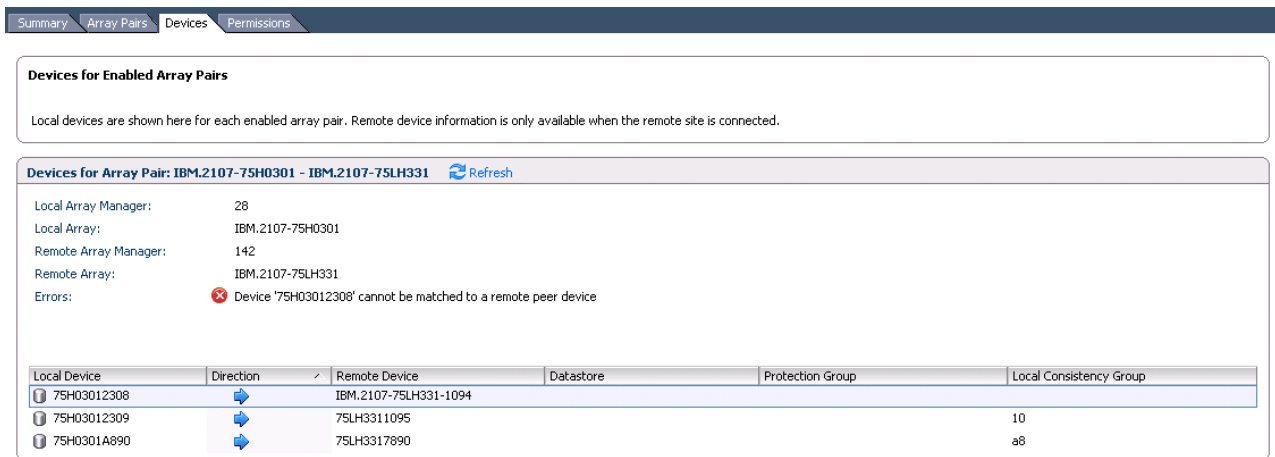 Summary Array Pairs Devices Permissions
Devices for Enabled Array Pairs
Local devices are shown here for each enabled array pair. Remote device information is only available when the remote site is connected.
Devices for Array Pair: IBM.2107-75H0301 - IBM.2107-75LH331 Refresh
Local Array Manager: 28
Local Array: IBM.2107-75H0301
Remote Array Manager: 142
Remote Array: IBM.2107-75LH331
Errors: Device '75H03012308' cannot be matched to a remote peer device
Local Device Direction Remote Device Datastore Protection Group Local Consistency Group
75H03012308 IBM.2107-75LH331-1094
75H03012309 75LH3311095 10
75H0301A890 75LH3317890 a8